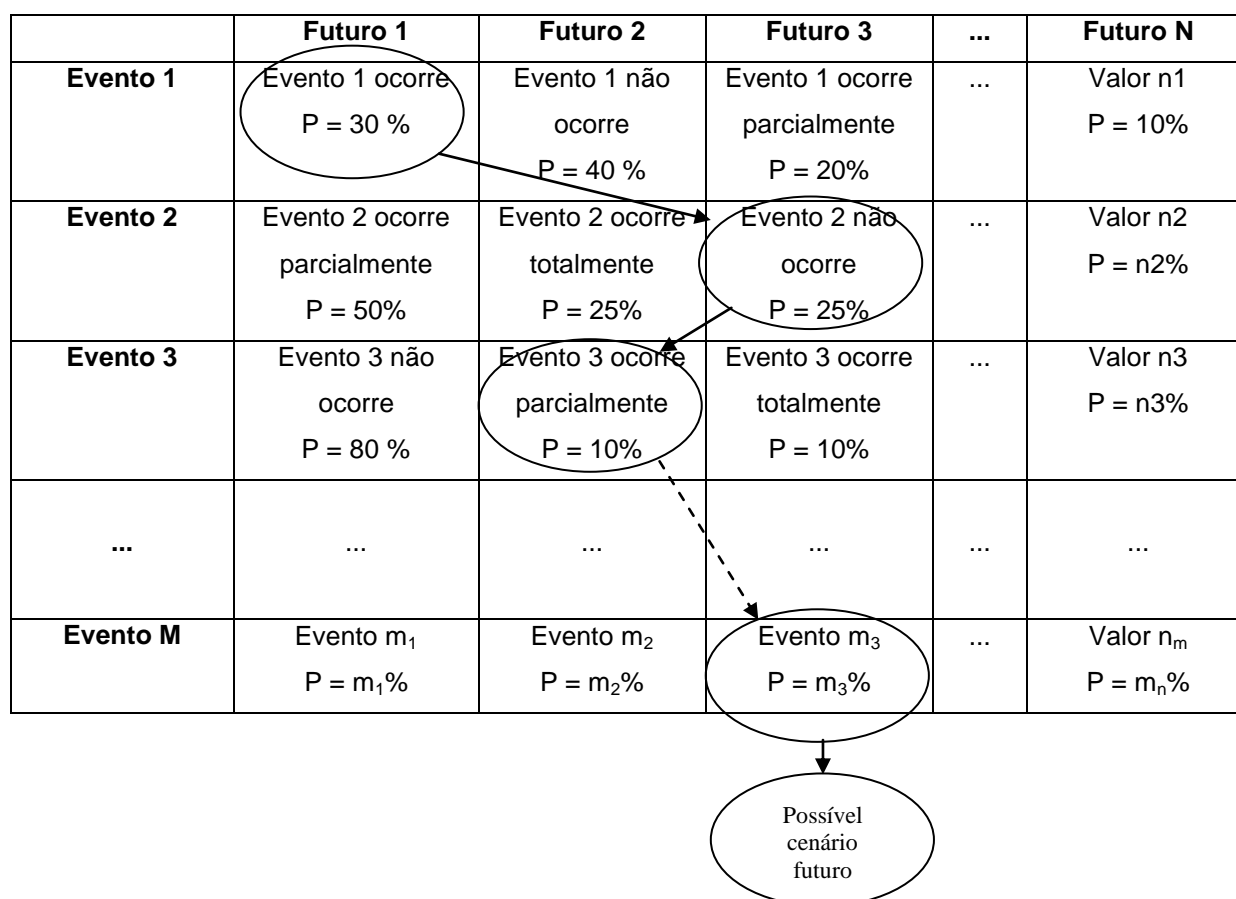 Futuro 1 Futuro 2 Futuro 3 ... Futuro N
Evento 1 Evento 1 ocorre Evento 1 não Evento 1 ocorre ... Valor n1
P = 30 % ocorre parcialmente P = 10%
P = 40 % P = 20%
Evento 2 Evento 2 ocorre Evento 2 ocorre Evento 2 não ... Valor n2
parcialmente totalmente ocorre P = n2%
P = 50% P = 25% P = 25%
Evento 3 Evento 3 não Evento 3 ocorre Evento 3 ocorre ... Valor n3
ocorre parcialmente totalmente P = n3%
P = 80 % P = 10% P = 10%
... ... ... ... ... ...
Evento M Evento m₁ Evento m₂ Evento m₃ ... Valor nₘ
P = m₁% P = m₂% P = m₃% P = mₙ%
Possível
cenário
futuro